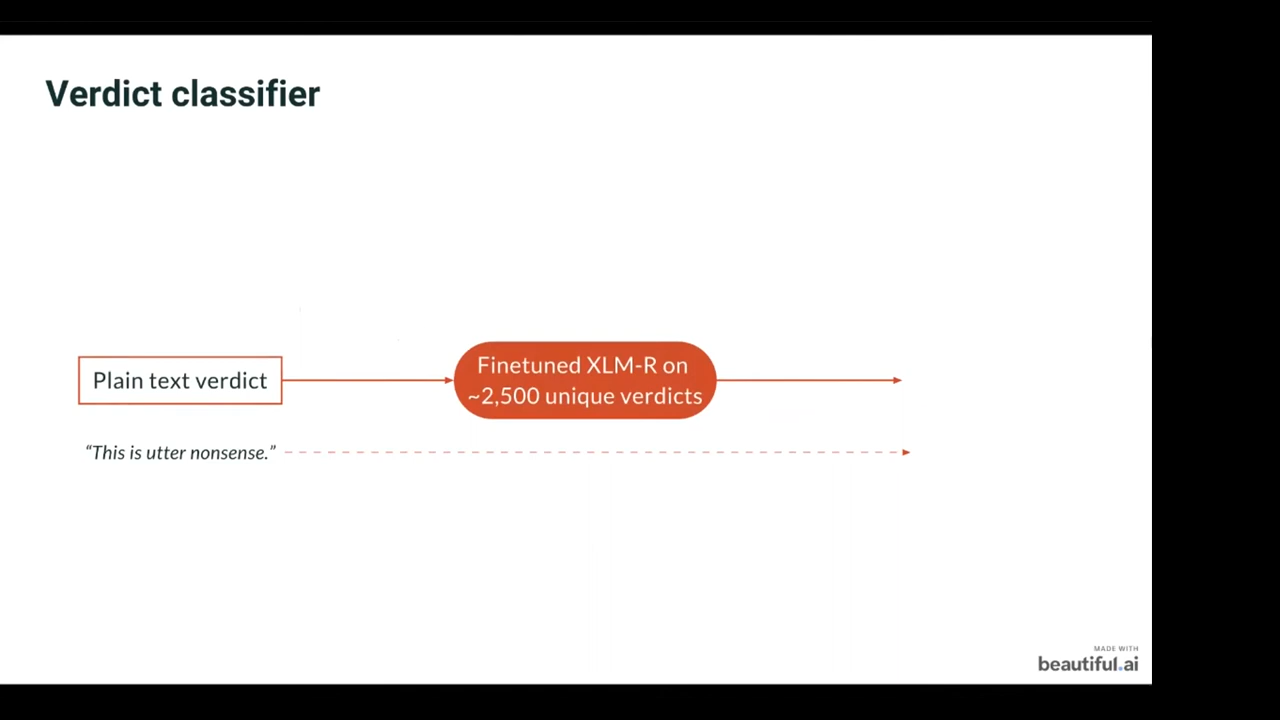 Verdict classifier
Plain text verdict
Finetuned XLM-R on
~2,500 unique verdicts
“This is utter nonsense.”
MADE WITH
beautiful.ai